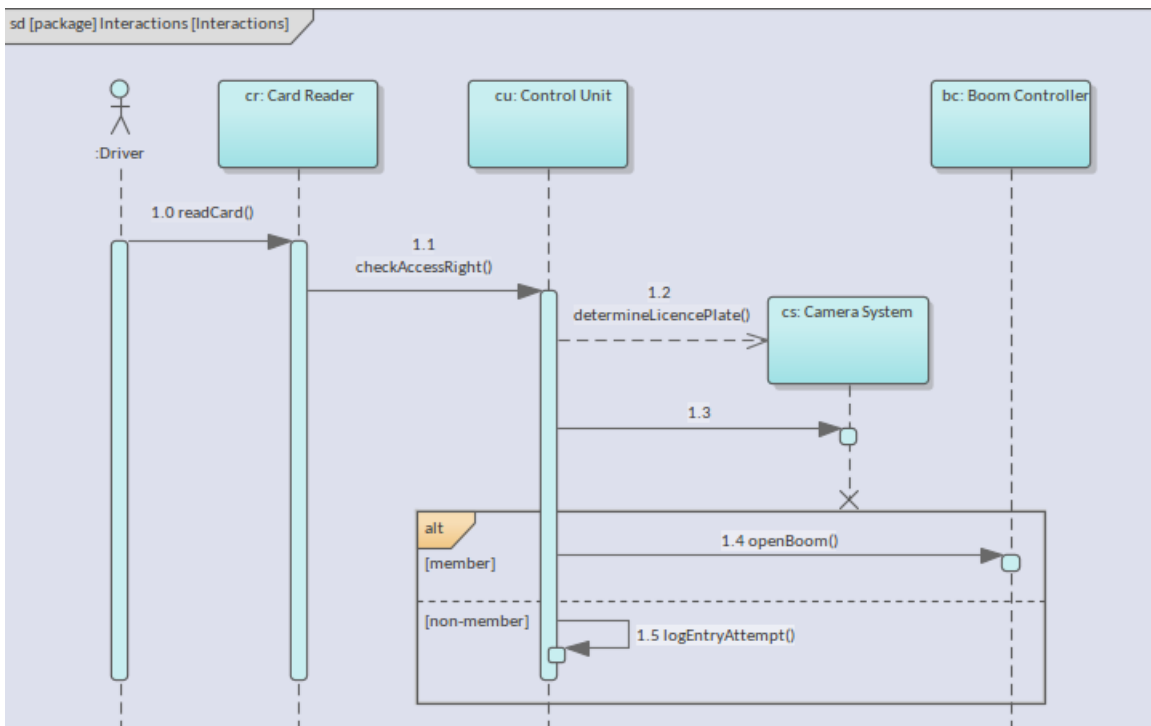 sd [package] Interactions [Interactions]
:Driver
cr: Card Reader
cu: Control Unit
bc: Boom Controller
1.0 readCard()
1.1
checkAccessRight()
1.2
determineLicencePlate()
cs: Camera System
1.3
alt
[member]
1.4 openBoom()
[non-member]
1.5 logEntryAttempt()